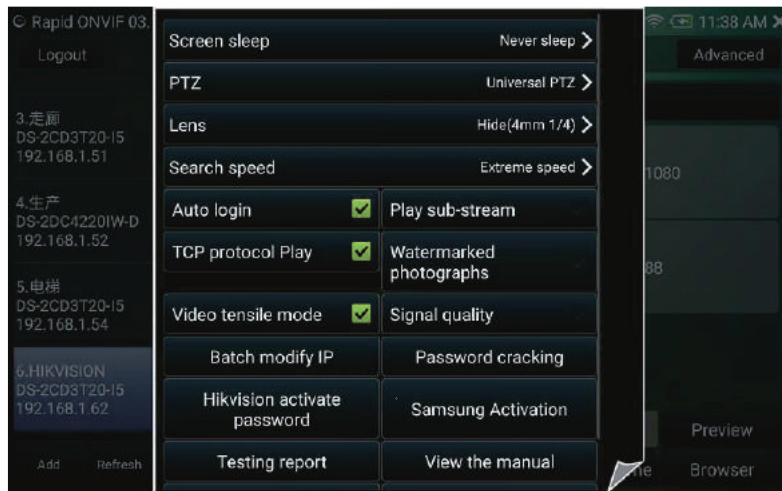 Rapid ONVIF 03.
11:38 AM
Logout
Advanced
3.走廊
DS-2CD3T20-I5
192.168.1.51
4.生产
DS-2DC4220IW-D
192.168.1.52
5.电梯
DS-2CD3T20-I5
192.168.1.54
6.HIKVISION
DS-2CD3T20-I5
192.168.1.62
Add Refresh
Screen sleep Never sleep
PTZ Universal PTZ
Lens Hide(4mm 1/4)
Search speed Extreme speed
Auto login Play sub-stream
TCP protocol Play Watermarked
photographs
Video tensile mode Signal quality
Batch modify IP Password cracking
Hikvision activate
password
Samsung Activation
Testing report View the manual
1080
88
Preview
Browser